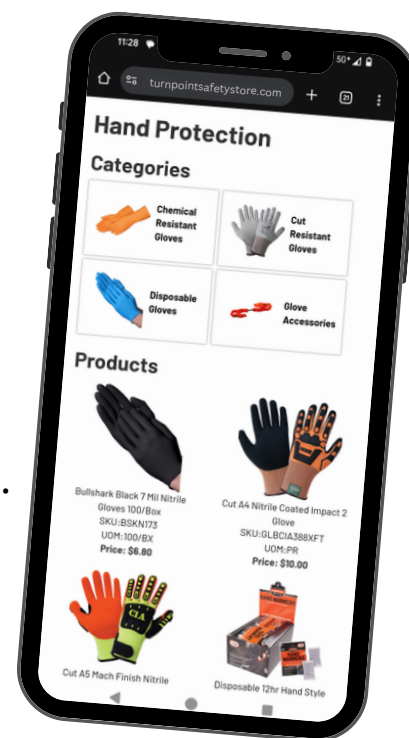 11:28
5G+
turnpointsafetystore.com
21
Hand Protection
Categories
Chemical
Resistant
Gloves
Cut
Resistant
Gloves
Disposable
Gloves
Glove
Accessories
Products
Bullshark Black 7 Mil Nitrile
Gloves 100/Box
SKU:BSKN173
UOM:100/BX
Price: $6.80
Cut A4 Nitrile Coated Impact 2
Glove
SKU:GLBCIA388XFT
UOM:PR
Price: $10.00
CIA
HAND WARMERS
Cut A5 Mach Finish Nitrile
Disposable 12hr Hand Style